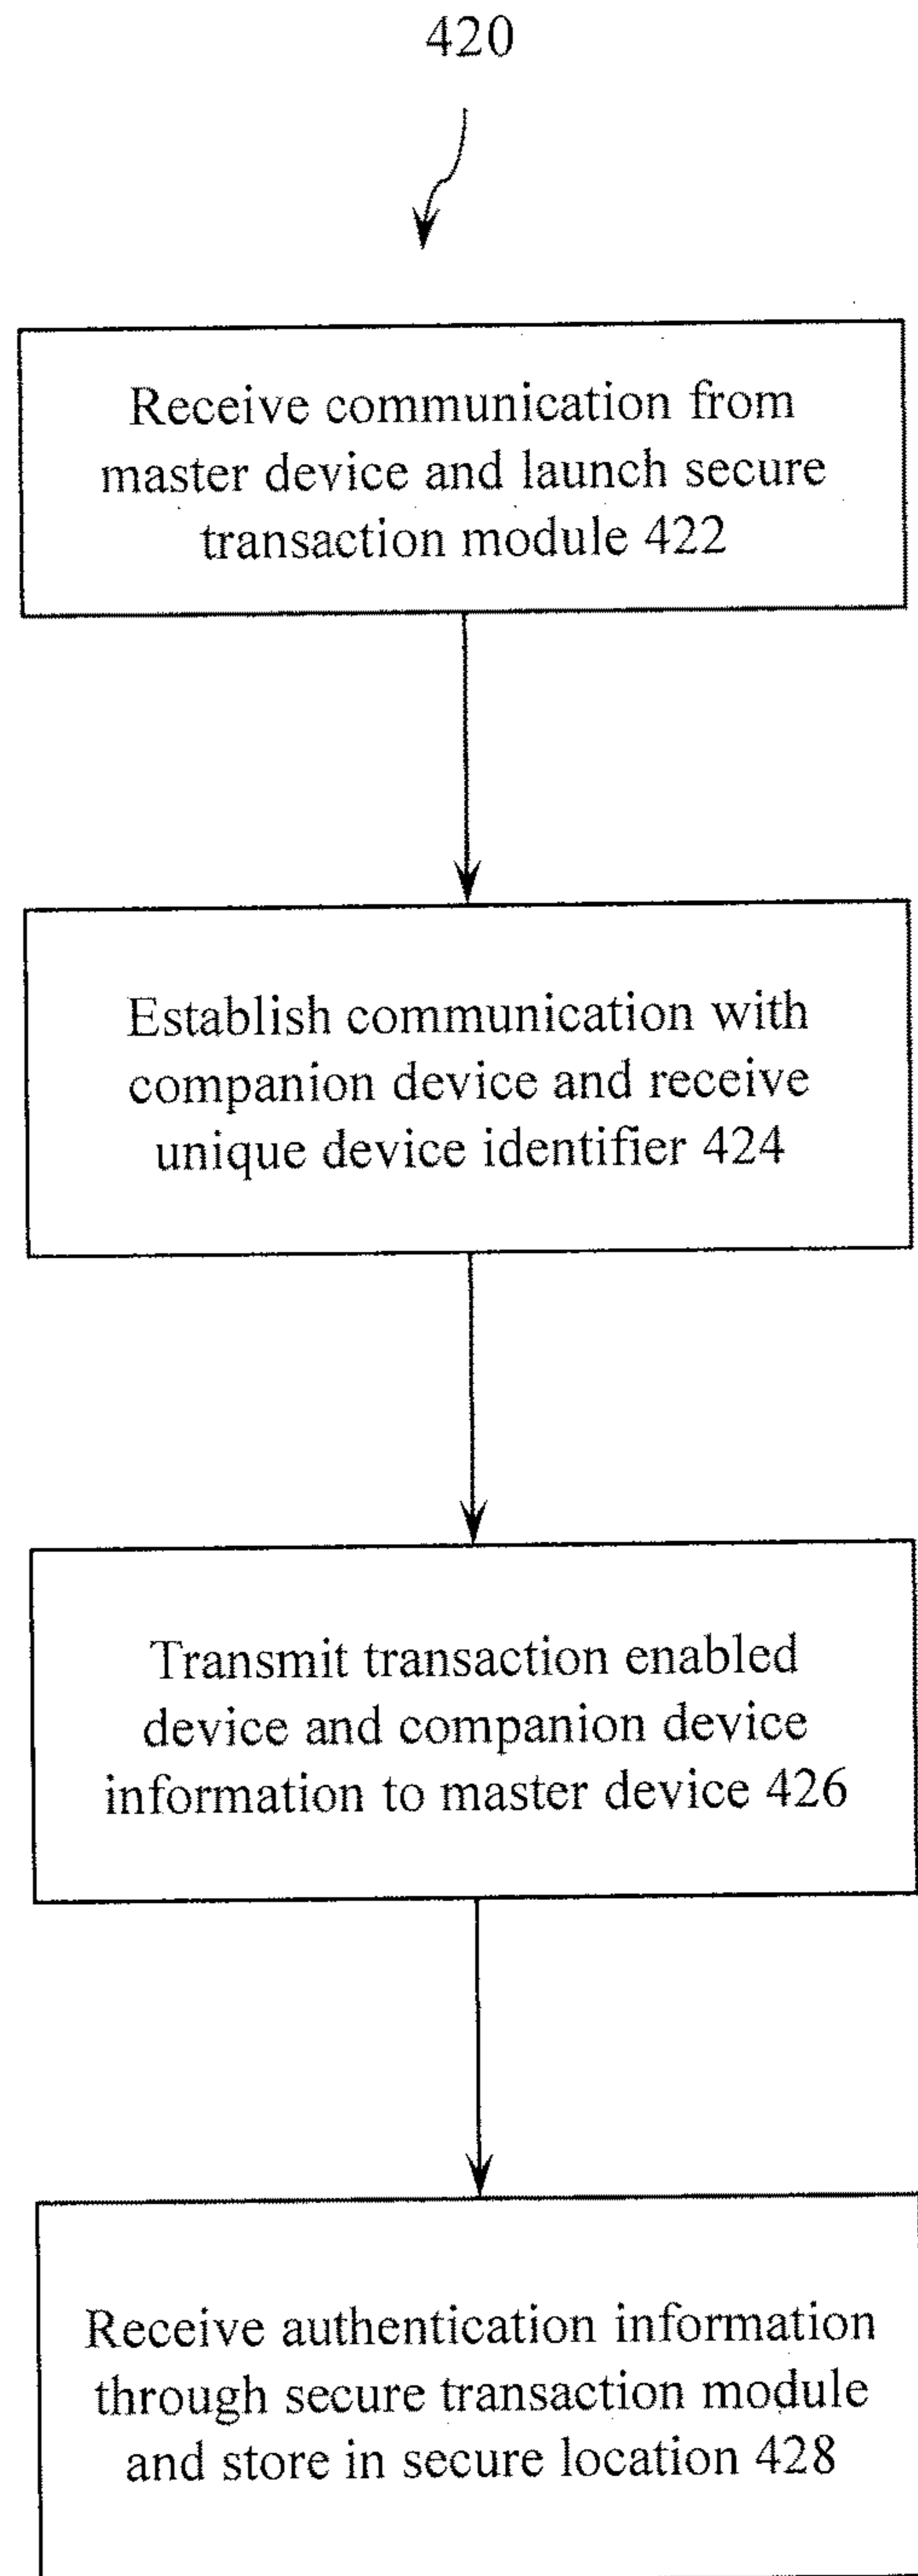 420
Receive communication from
master device and launch secure
transaction module 422
Establish communication with
companion device and receive
unique device identifier 424
Transmit transaction enabled
device and companion device
information to master device 426
Receive authentication information
through secure transaction module
and store in secure location 428